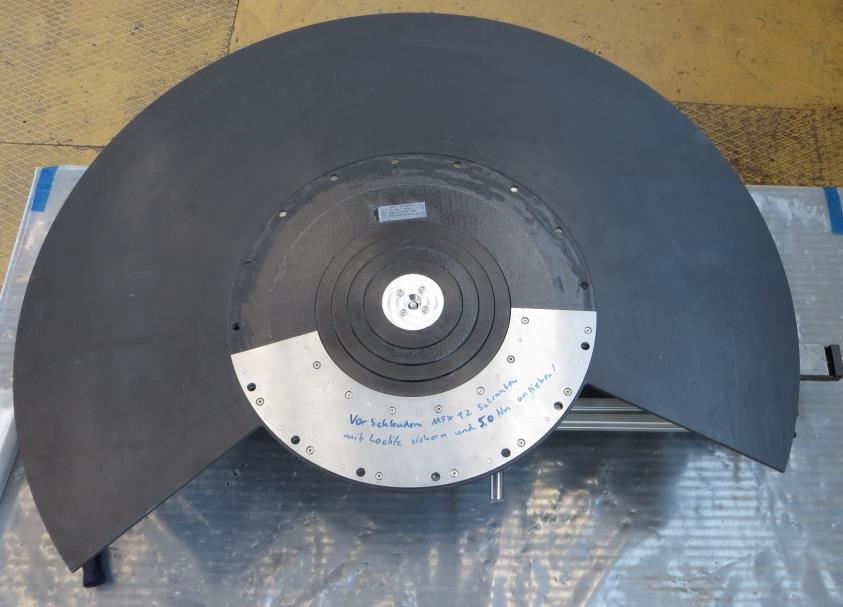 Vor Schleudern M5x12 Schrauben
mit Loctite sichern und 5,0 Nm anziehen!